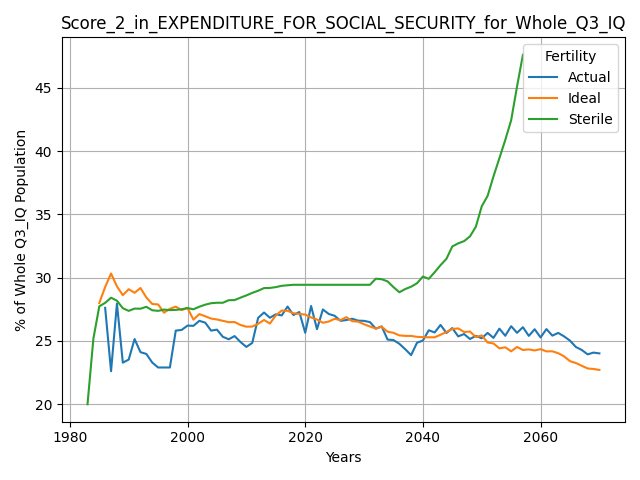 Score_2_in_EXPENDITURE_FOR_SOCIAL_SECURITY_for_Whole_Q3_IQ
Fertility
Actual
Ideal
Sterile
% of Whole Q3_IQ Population
45
40
35
30
25
20
1980
2000
2020
2040
2060
Years